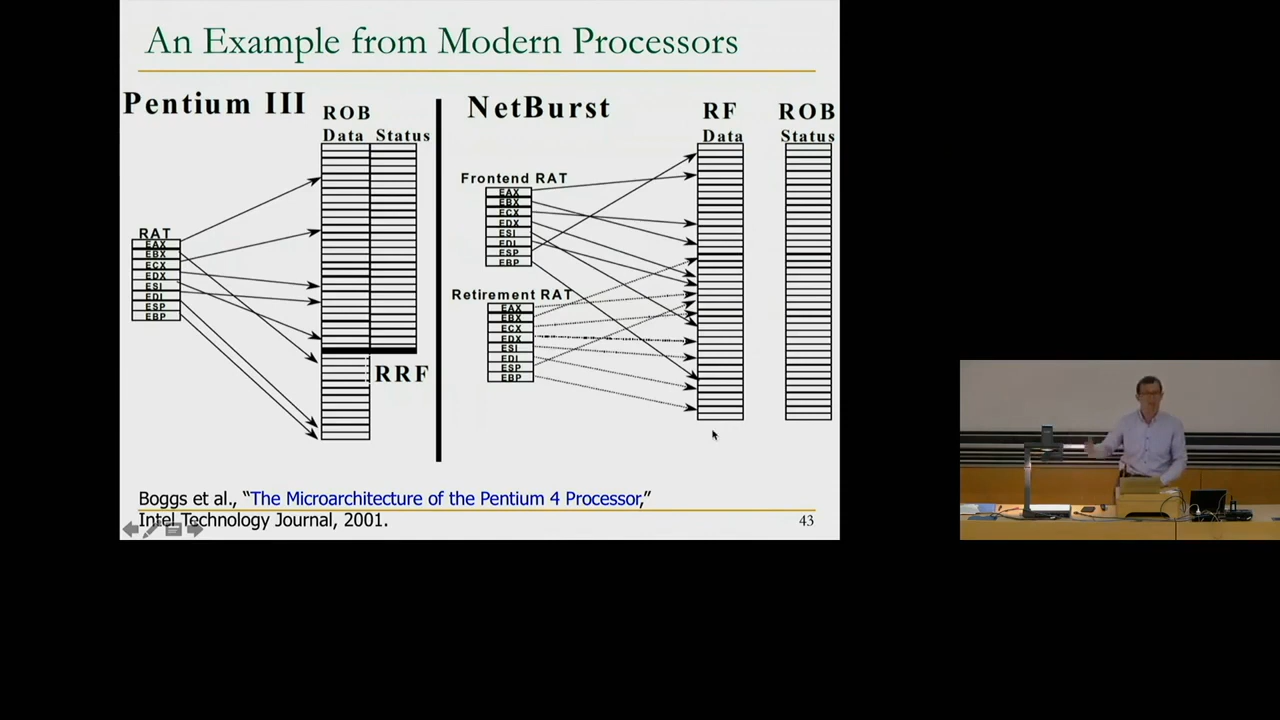 An Example from Modern Processors
Pentium III
ROB
Data Status
RAT
EAX
EBX
ECX
EDX
ESI
EDI
ESP
EBP
RRF
NetBurst
RF
Data
ROB
Status
Frontend RAT
EAX
EBX
ECX
EDX
ESI
EDI
ESP
EBP
Retirement RAT
EAX
EBX
ECX
EDX
ESI
EDI
ESP
EBP
Boggs et al., “The Microarchitecture of the Pentium 4 Processor,”
Intel Technology Journal, 2001.
43